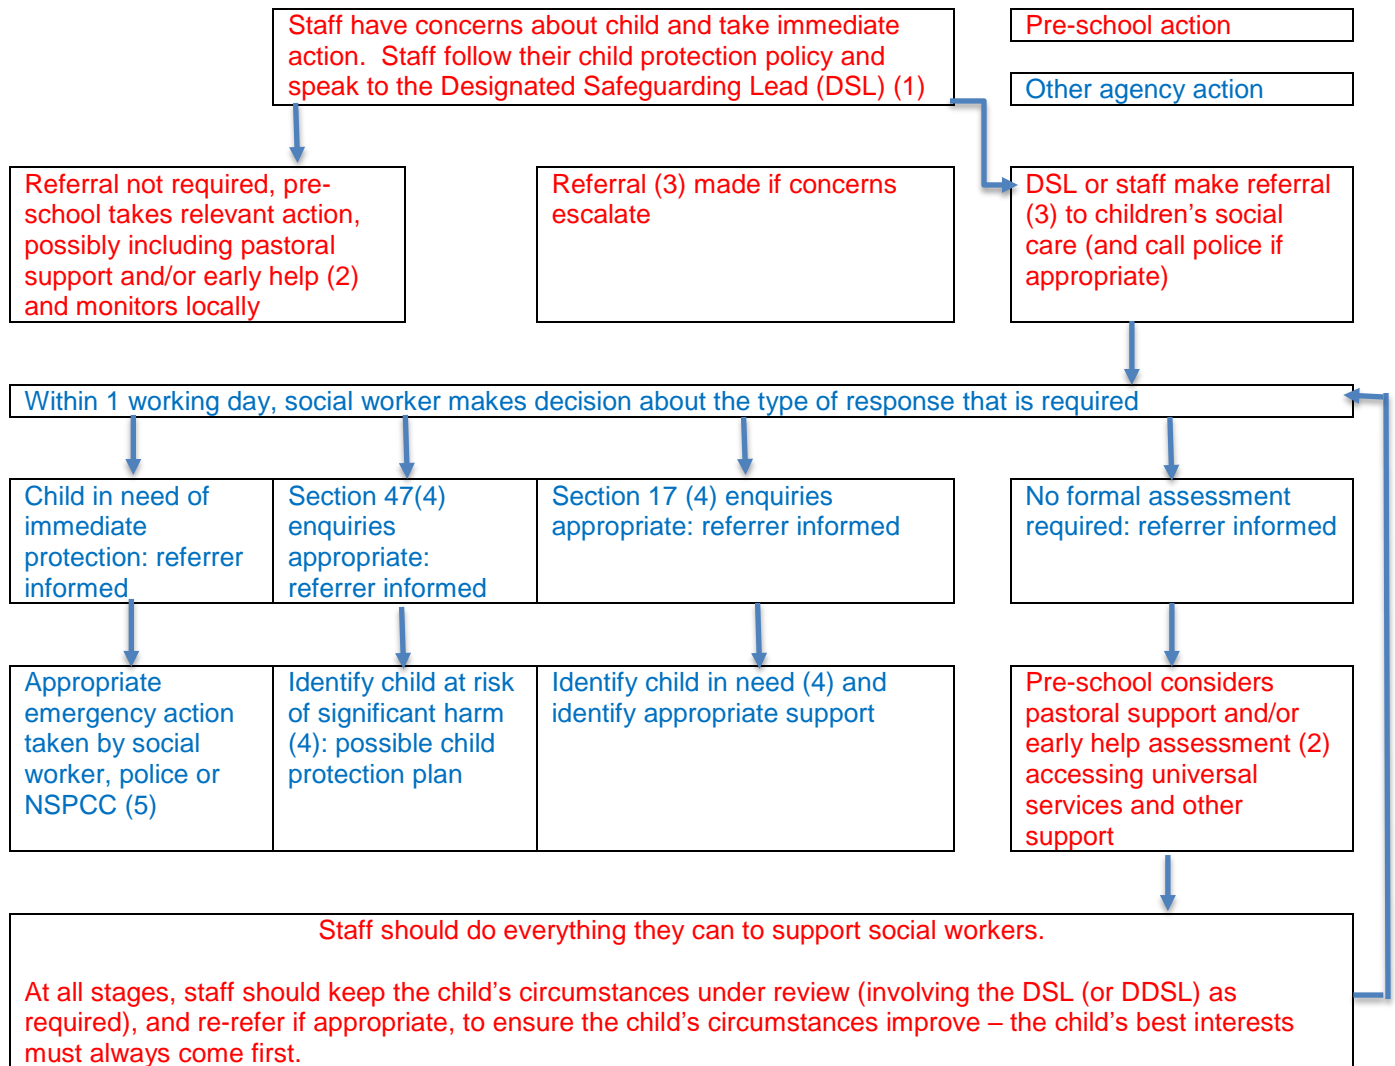 Staff have concerns about child and take immediate
action.  Staff follow their child protection policy and
speak to the Designated Safeguarding Lead (DSL) (1)
Pre-school action
Other agency action
Referral not required, pre-
school takes relevant action,
possibly including pastoral
support and/or early help (2)
and monitors locally
Referral (3) made if concerns
escalate
DSL or staff make referral
(3) to children’s social
care (and call police if
appropriate)
Within 1 working day, social worker makes decision about the type of response that is required
Child in need of
immediate
protection: referrer
informed
Section 47(4)
enquiries
appropriate:
referrer informed
Section 17 (4) enquiries
appropriate: referrer informed
No formal assessment
required: referrer informed
Appropriate
emergency action
taken by social
worker, police or
NSPCC (5)
Identify child at risk
of significant harm
(4): possible child
protection plan
Identify child in need (4) and
identify appropriate support
Pre-school considers
pastoral support and/or
early help assessment (2)
accessing universal
services and other
support
Staff should do everything they can to support social workers.
At all stages, staff should keep the child’s circumstances under review (involving the DSL (or DDSL) as
required), and re-refer if appropriate, to ensure the child’s circumstances improve – the child’s best interests
must always come first.